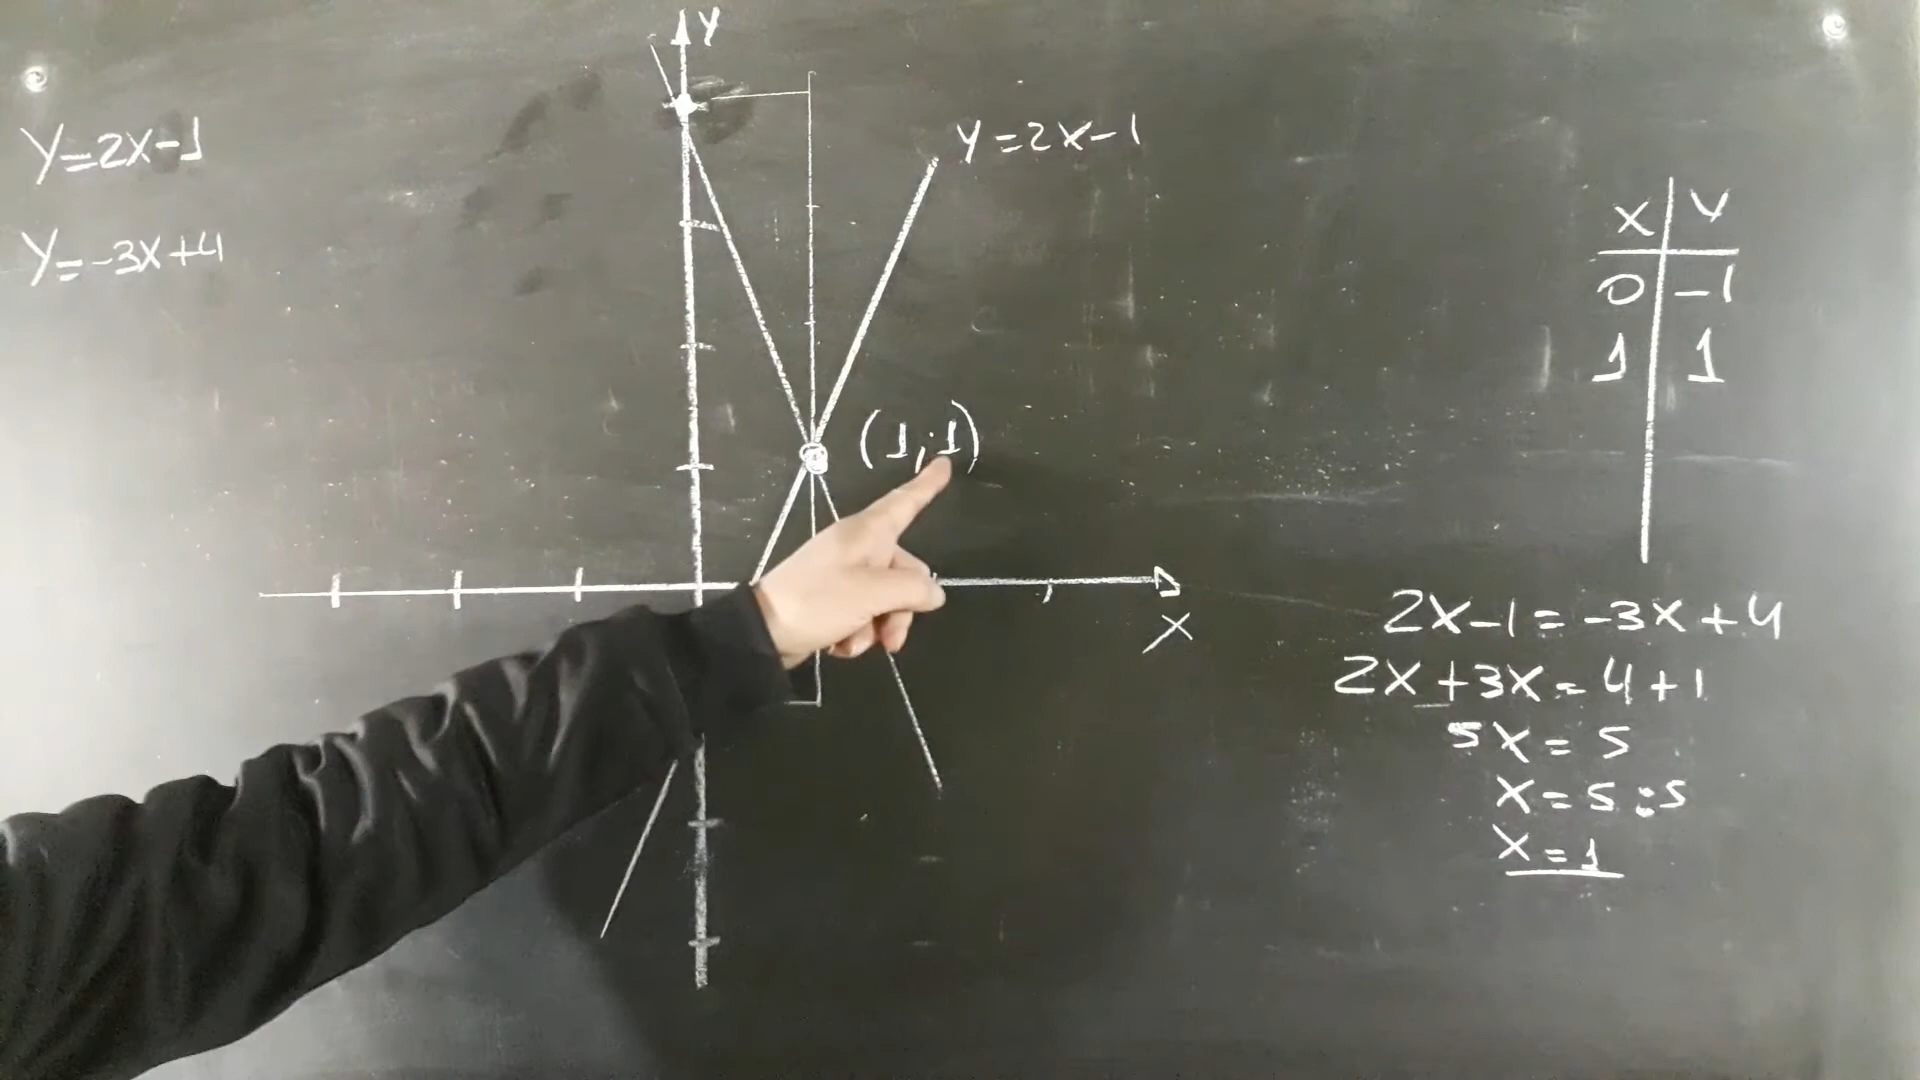 Y=2X-1
Y=-3X+4
Y
Y=2X-1
(1;1)
X
X Y
0 -1
1 1
2X-1=-3X+4
2X+3X=4+1
5X=5
X=5:5
X=1